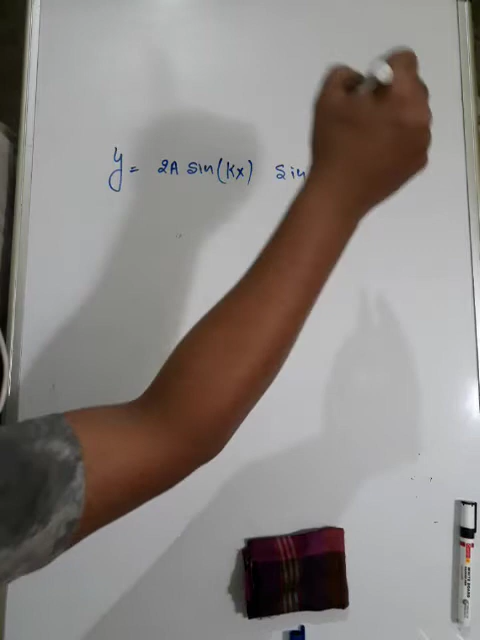 y = 2A sin(Kx) Sin